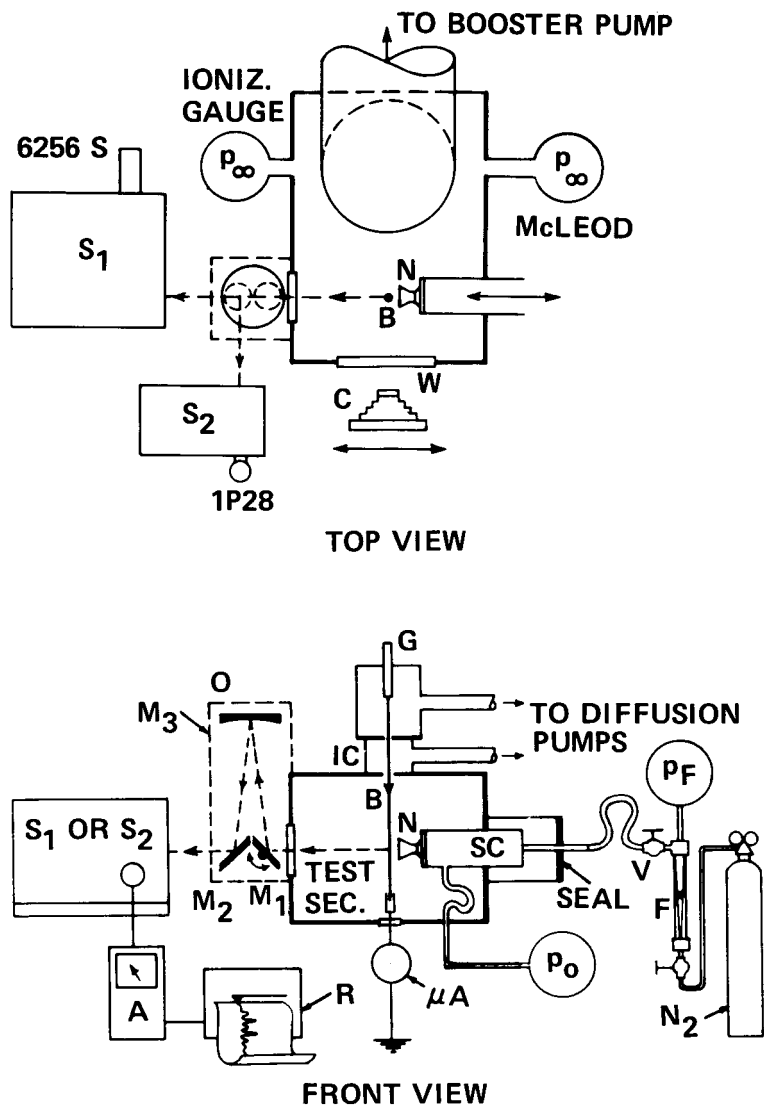 TO BOOSTER PUMP
IONIZ.
GAUGE
6256 S
p∞
p∞
McLEOD
S1
N
B
W
C
S2
1P28
TOP VIEW
G
O
M3
TO DIFFUSION
PUMPS
IC
B
pF
N
S1 OR S2
SC
V
TEST
SEC.
SEAL
F
M2
M1
po
μA
R
A
N2
FRONT VIEW